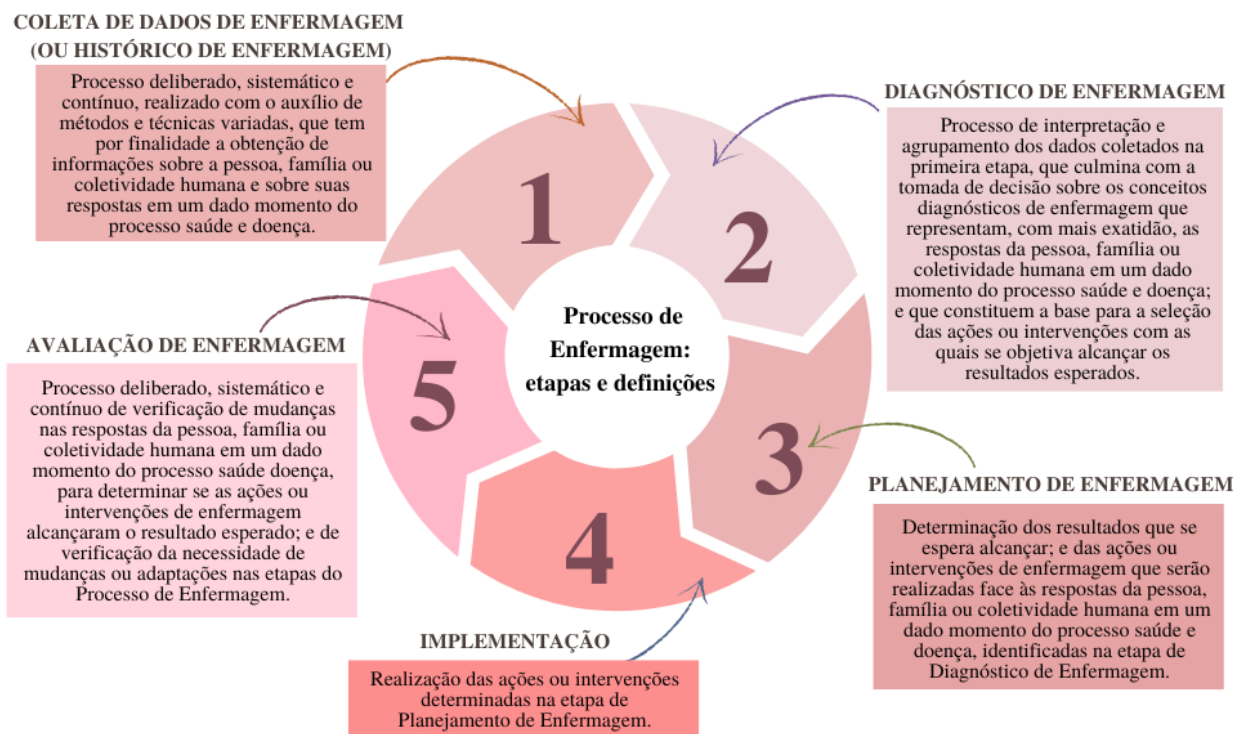 COLETA DE DADOS DE ENFERMAGEM
(OU HISTÓRICO DE ENFERMAGEM)
Processo deliberado, sistemático e
contínuo, realizado com o auxílio de
métodos e técnicas variadas, que tem
por finalidade a obtenção de
informações sobre a pessoa, família ou
coletividade humana e sobre suas
respostas em um dado momento do
processo saúde e doença.
1
DIAGNÓSTICO DE ENFERMAGEM
Processo de interpretação e
agrupamento dos dados coletados na
primeira etapa, que culmina com a
tomada de decisão sobre os conceitos
diagnósticos de enfermagem que
representam, com mais exatidão, as
respostas da pessoa, família ou
coletividade humana em um dado
momento do processo saúde e doença;
e que constituem a base para a seleção
das ações ou intervenções com as
quais se objetiva alcançar os
resultados esperados.
2
Processo de
Enfermagem:
etapas e definições
PLANEJAMENTO DE ENFERMAGEM
Determinação dos resultados que se
espera alcançar; e das ações ou
intervenções de enfermagem que serão
realizadas face às respostas da pessoa,
família ou coletividade humana em um
dado momento do processo saúde e
doença, identificadas na etapa de
Diagnóstico de Enfermagem.
3
IMPLEMENTAÇÃO
Realização das ações ou intervenções
determinadas na etapa de
Planejamento de Enfermagem.
4
AVALIAÇÃO DE ENFERMAGEM
Processo deliberado, sistemático e
contínuo de verificação de mudanças
nas respostas da pessoa, família ou
coletividade humana em um dado
momento do processo saúde doença,
para determinar se as ações ou
intervenções de enfermagem
alcançaram o resultado esperado; e de
verificação da necessidade de
mudanças ou adaptações nas etapas do
Processo de Enfermagem.
5